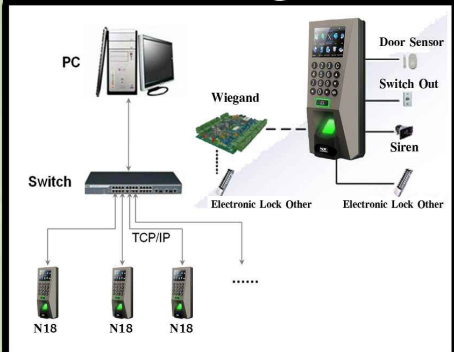 PC
Door Sensor
Switch Out
Wiegand
Siren
Switch
Electronic Lock Other
Electronic Lock Other
TCP/IP
......
N18
N18
N18